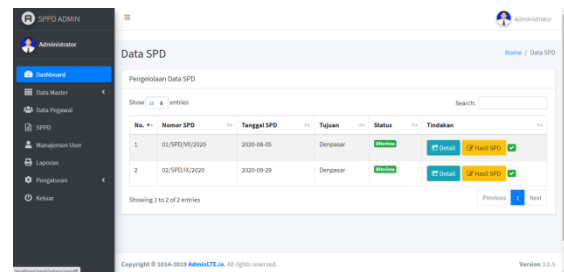 SPPD ADMIN
Administrator
Administrator
Data SPD
Home / Data SPD
Dashboard
Data Master
Data Pegawai
SPPD
Manajemen User
Laporan
Pengaturan
Keluar
Pengelolaan Data SPD
Show 10 entries
Search:
No. Nomor SPD Tanggal SPD Tujuan Status Tindakan
1 01/SPD/VII/2020 2020-08-05 Denpasar Diterima Detail Hasil SPD
2 02/SPD/IX/2020 2020-09-29 Denpasar Diterima Detail Hasil SPD
Showing 1 to 2 of 2 entries
Previous 1 Next
Copyright © 2014-2019 AdminLTE.io. All rights reserved.
Version 3.0.5